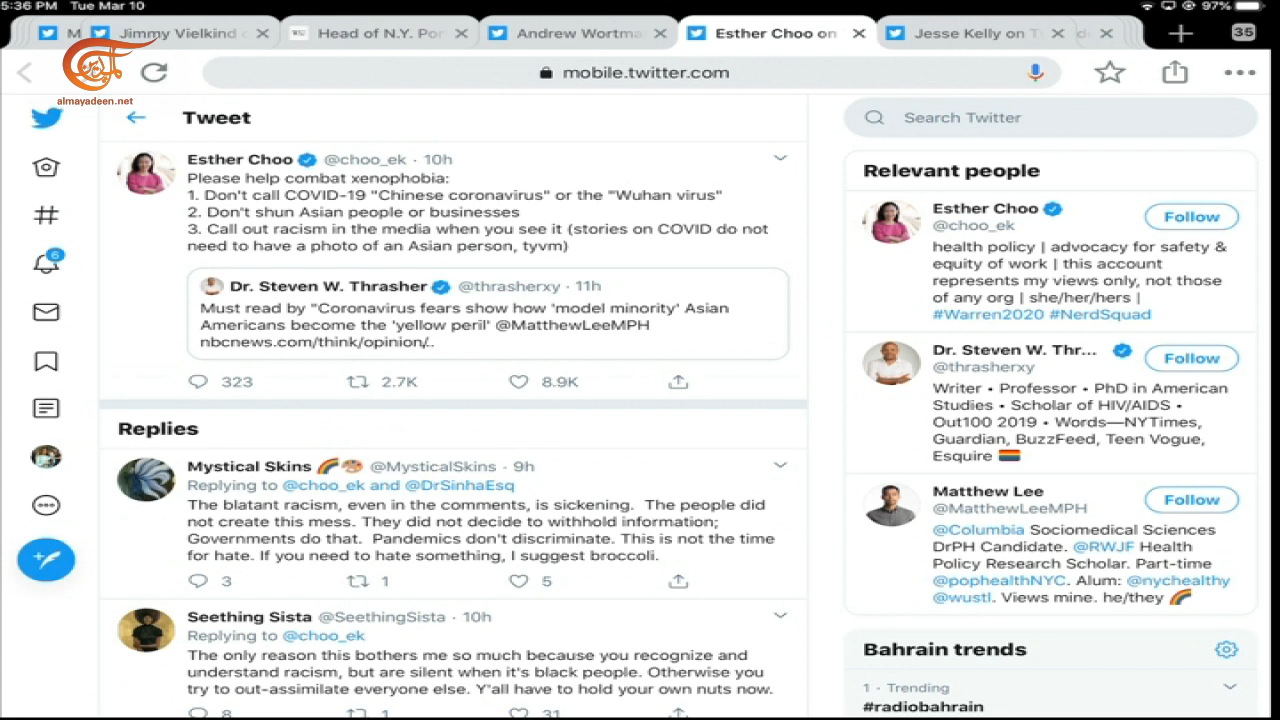 5:36 PM Tue Mar 10
97%
M
Jimmy Vielkind
Head of N.Y. Por
Andrew Wortma
Esther Choo on
Jesse Kelly on T
35
mobile.twitter.com
الميادين
almayadeen.net
Tweet
Esther Choo @choo_ek · 10h
Please help combat xenophobia:
1. Don't call COVID-19 "Chinese coronavirus" or the "Wuhan virus"
2. Don't shun Asian people or businesses
3. Call out racism in the media when you see it (stories on COVID do not
need to have a photo of an Asian person, tyvm)
Dr. Steven W. Thrasher @thrasherxy · 11h
Must read by "Coronavirus fears show how 'model minority' Asian
Americans become the 'yellow peril' @MatthewLeeMPH
nbcnews.com/think/opinion/..
323 2.7K 8.9K
Replies
Mystical Skins 🌈🎨 @MysticalSkins · 9h
Replying to @choo_ek and @DrSinhaEsq
The blatant racism, even in the comments, is sickening. The people did
not create this mess. They did not decide to withhold information;
Governments do that. Pandemics don't discriminate. This is not the time
for hate. If you need to hate something, I suggest broccoli.
3 1 5
Seething Sista @SeethingSista · 10h
Replying to @choo_ek
The only reason this bothers me so much because you recognize and
understand racism, but are silent when it's black people. Otherwise you
try to out-assimilate everyone else. Y'all have to hold your own nuts now.
8 1 31
6
Search Twitter
Relevant people
Esther Choo
@choo_ek
Follow
health policy | advocacy for safety &
equity of work | this account
represents my views only, not those
of any org | she/her/hers |
#Warren2020 #NerdSquad
Dr. Steven W. Thr...
@thrasherxy
Follow
Writer • Professor • PhD in American
Studies • Scholar of HIV/AIDS •
Out100 2019 • Words—NYTimes,
Guardian, BuzzFeed, Teen Vogue,
Esquire 🏳️‍🌈
Matthew Lee
@MatthewLeeMPH
Follow
@Columbia Sociomedical Sciences
DrPH Candidate. @RWJF Health
Policy Research Scholar. Part-time
@pophealthNYC. Alum: @nychealthy
@wustl. Views mine. he/they 🌈
Bahrain trends
1 · Trending
#radiobahrain